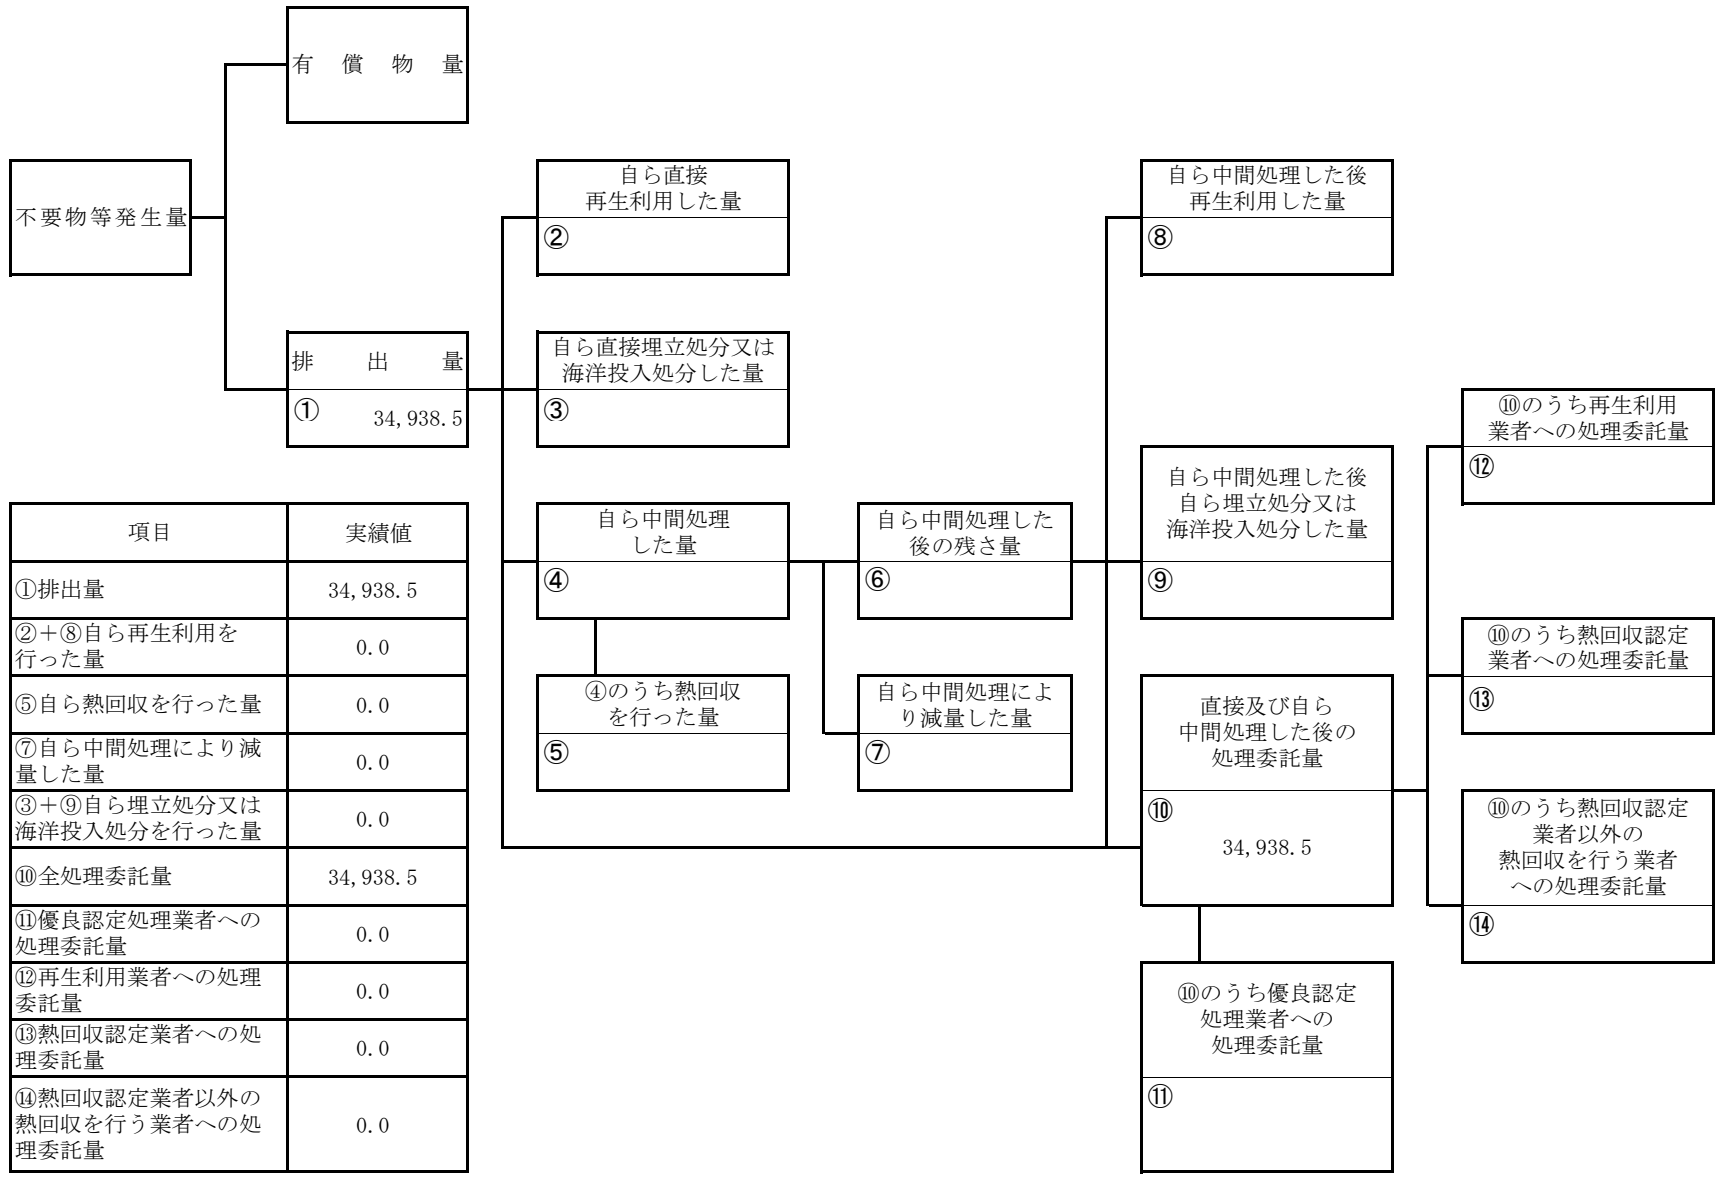 有償物量
不要物等発生量
排出量
①
34,938.5
自ら直接
再生利用した量
②
自ら直接埋立処分又は
海洋投入処分した量
③
自ら中間処理
した量
④
④のうち熱回収
を行った量
⑤
自ら中間処理した
後の残さ量
⑥
自ら中間処理によ
り減量した量
⑦
自ら中間処理した後
再生利用した量
⑧
自ら中間処理した後
自ら埋立処分又は
海洋投入処分した量
⑨
直接及び自ら
中間処理した後の
処理委託量
⑩
34,938.5
⑩のうち優良認定
処理業者への
処理委託量
⑪
⑩のうち再生利用
業者への処理委託量
⑫
⑩のうち熱回収認定
業者への処理委託量
⑬
⑩のうち熱回収認定
業者以外の
熱回収を行う業者
への処理委託量
⑭
項目
実績値
①排出量
34,938.5
②＋⑧自ら再生利用を
行った量
0.0
⑤自ら熱回収を行った量
0.0
⑦自ら中間処理により減
量した量
0.0
③＋⑨自ら埋立処分又は
海洋投入処分を行った量
0.0
⑩全処理委託量
34,938.5
⑪優良認定処理業者への
処理委託量
0.0
⑫再生利用業者への処理
委託量
0.0
⑬熱回収認定業者への処
理委託量
0.0
⑭熱回収認定業者以外の
熱回収を行う業者への処
理委託量
0.0